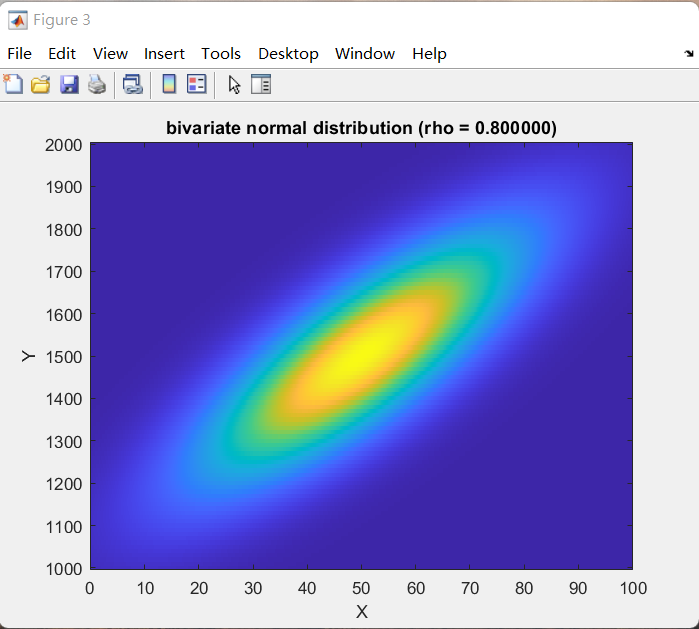 Figure 3
File Edit View Insert Tools Desktop Window Help
bivariate normal distribution (rho = 0.800000)
2000
1900
1800
1700
1600
1500
1400
1300
1200
1100
1000
Y
0 10 20 30 40 50 60 70 80 90 100
X